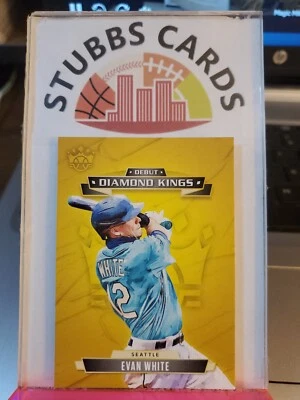 STUBBS CARDS
DEBUT
DIAMOND KINGS
WHITE
12
SEATTLE
EVAN WHITE